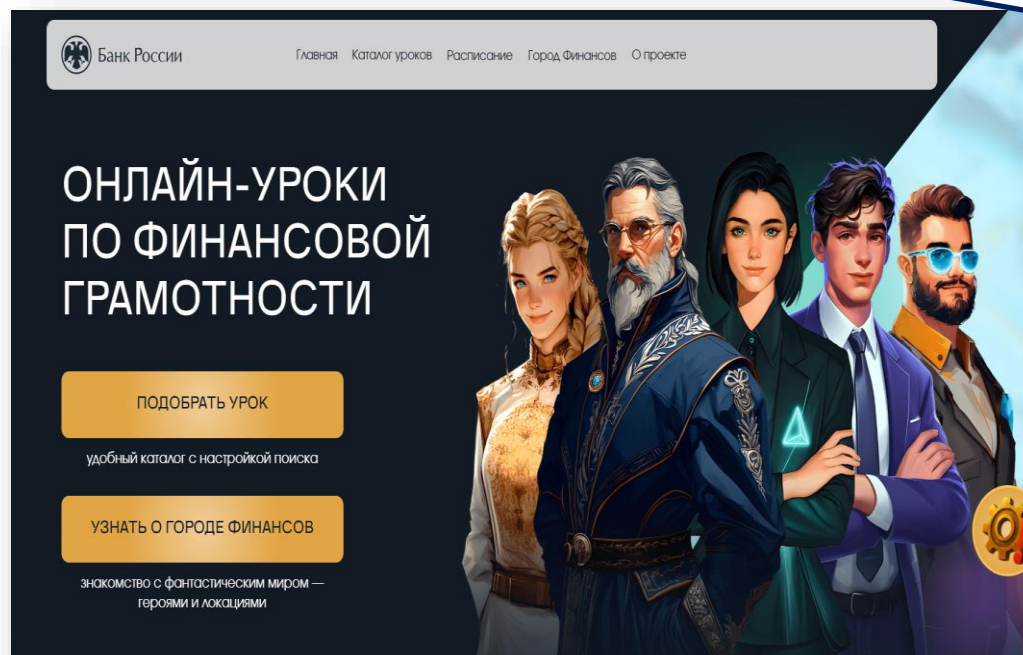 Банк России
Главная Каталог уроков Расписание Город Финансов О проекте
ОНЛАЙН-УРОКИ
ПО ФИНАНСОВОЙ
ГРАМОТНОСТИ
ПОДОБРАТЬ УРОК
удобный каталог с настройкой поиска
УЗНАТЬ О ГОРОДЕ ФИНАНСОВ
знакомство с фантастическим миром —
героями и локациями